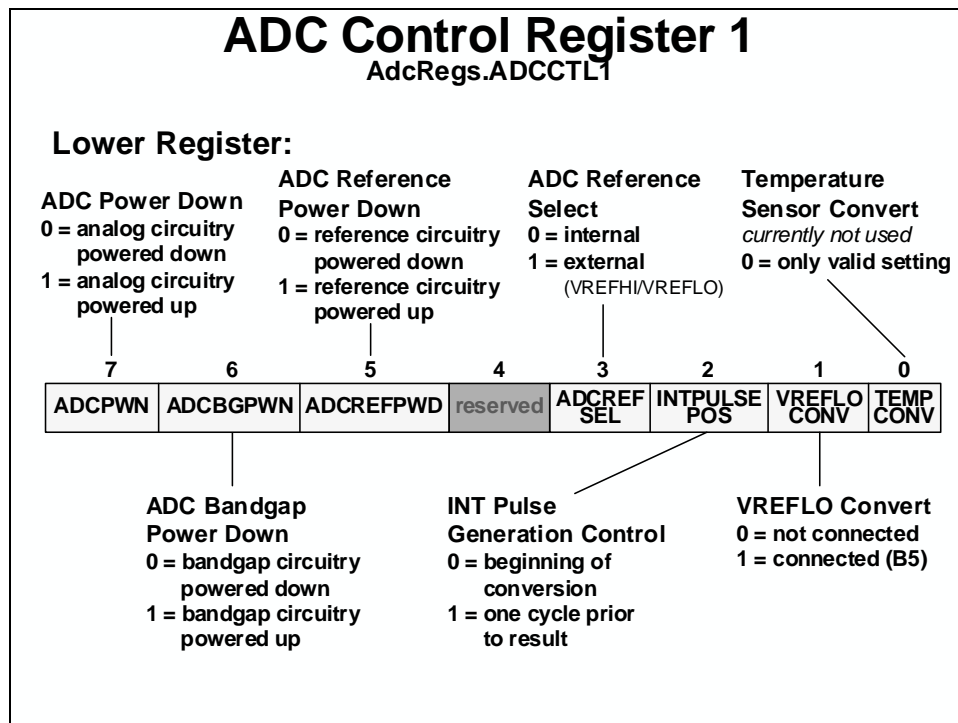 ADC Control Register 1
AdcRegs.ADCCTL1
Lower Register:
ADC Power Down
0 = analog circuitry
powered down
1 = analog circuitry
powered up
ADC Reference
Power Down
0 = reference circuitry
powered down
1 = reference circuitry
powered up
ADC Reference
Select
0 = internal
1 = external
(VREFHI/VREFLO)
Temperature
Sensor Convert
currently not used
0 = only valid setting
7 6 5 4 3 2 1 0
ADCPWN ADCBGPWN ADCREFPWD reserved ADCREF INTPULSE VREFLO TEMP
SEL POS CONV CONV
ADC Bandgap
Power Down
0 = bandgap circuitry
powered down
1 = bandgap circuitry
powered up
INT Pulse
Generation Control
0 = beginning of
conversion
1 = one cycle prior
to result
VREFLO Convert
0 = not connected
1 = connected (B5)